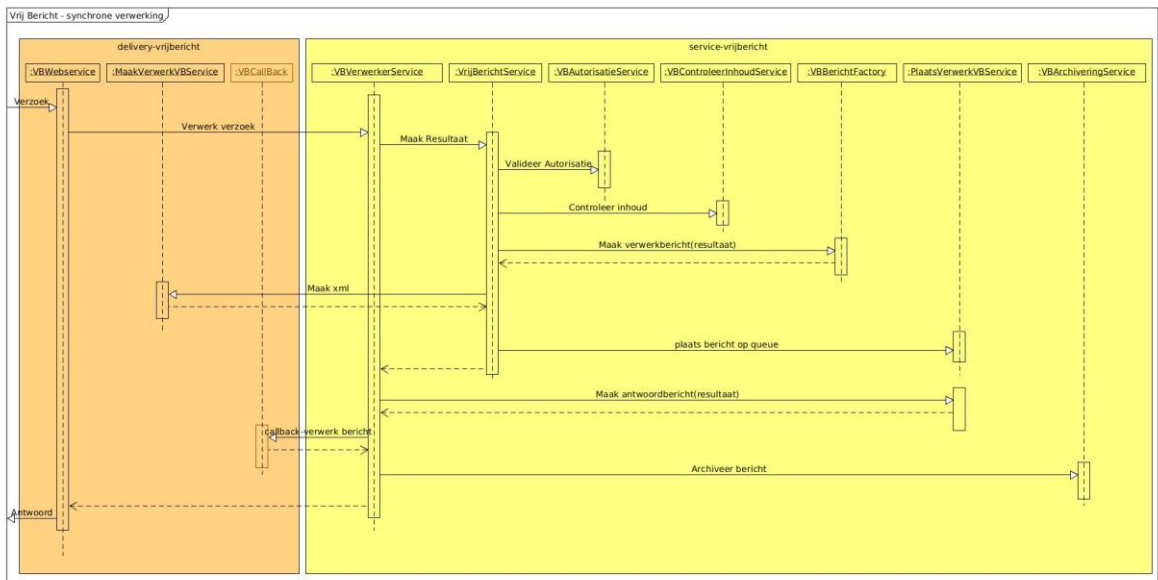 Vrij Bericht - synchrone verwerking
delivery-vrijbericht
service-vrijbericht
:VBWebservice
:MaakVerwerkVBService
:VBCallBack
:VBVerwerkerService
:VrijBerichtService
:VBAutorisatieService
:VBControleerInhoudService
:VBBerichtFactory
:PlaatsVerwerkVBService
:VBArchiveringService
Verzoek
Verwerk verzoek
Maak Resultaat
Valideer Autorisatie
Controleer inhoud
Maak verwerkbericht(resultaat)
Maak xml
plaats bericht op queue
Maak antwoordbericht(resultaat)
callback-verwerk bericht
Archiveer bericht
Antwoord